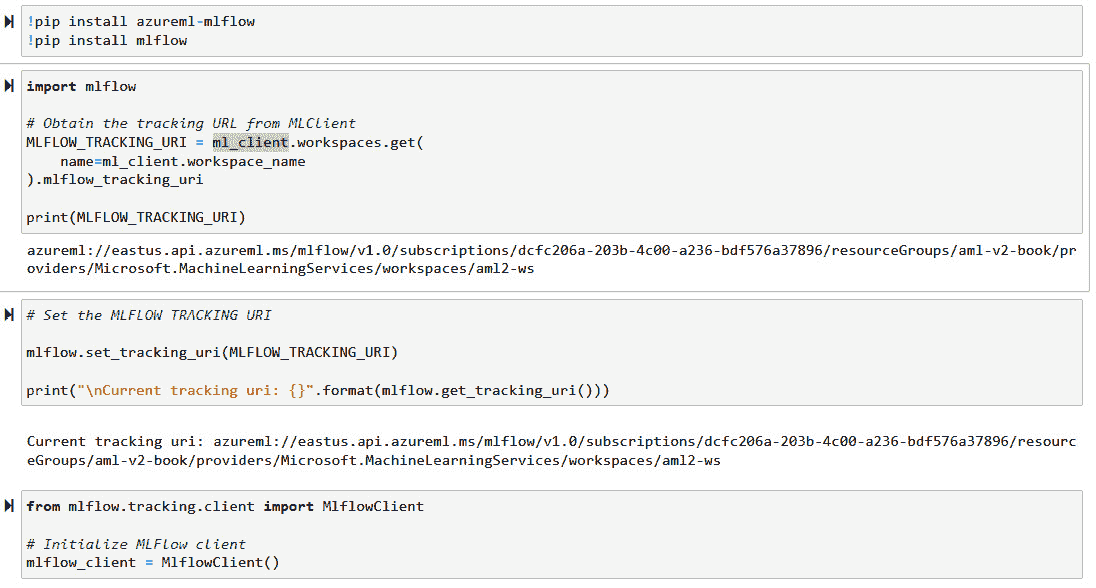 !pip install azureml-mlflow
!pip install mlflow
import mlflow
# Obtain the tracking URL from MLClient
MLFLOW_TRACKING_URI = ml_client.workspaces.get(
    name=ml_client.workspace_name
).mlflow_tracking_uri
print(MLFLOW_TRACKING_URI)
azureml://eastus.api.azureml.ms/mlflow/v1.0/subscriptions/dcfc206a-203b-4c00-a236-bdf576a37896/resourceGroups/aml-v2-book/pr
oviders/Microsoft.MachineLearningServices/workspaces/aml2-ws
# Set the MLFLOW TRACKING URI
mlflow.set_tracking_uri(MLFLOW_TRACKING_URI)
print("\nCurrent tracking uri: {}".format(mlflow.get_tracking_uri()))
Current tracking uri: azureml://eastus.api.azureml.ms/mlflow/v1.0/subscriptions/dcfc206a-203b-4c00-a236-bdf576a37896/resourc
eGroups/aml-v2-book/providers/Microsoft.MachineLearningServices/workspaces/aml2-ws
from mlflow.tracking.client import MlflowClient
# Initialize MLFlow client
mlflow_client = MlflowClient()